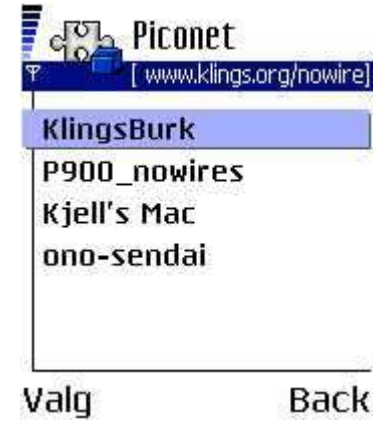 Piconet
[ www.klings.org/nowire]
KlingsBurk
P900_nowires
Kjell's Mac
ono-sendai
Valg Back